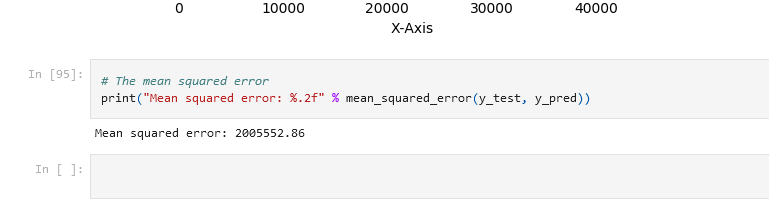 0 10000 20000 30000 40000
X-Axis
In [95]:
# The mean squared error
print("Mean squared error: %.2f" % mean_squared_error(y_test, y_pred))
Mean squared error: 2005552.86
In [ ]: